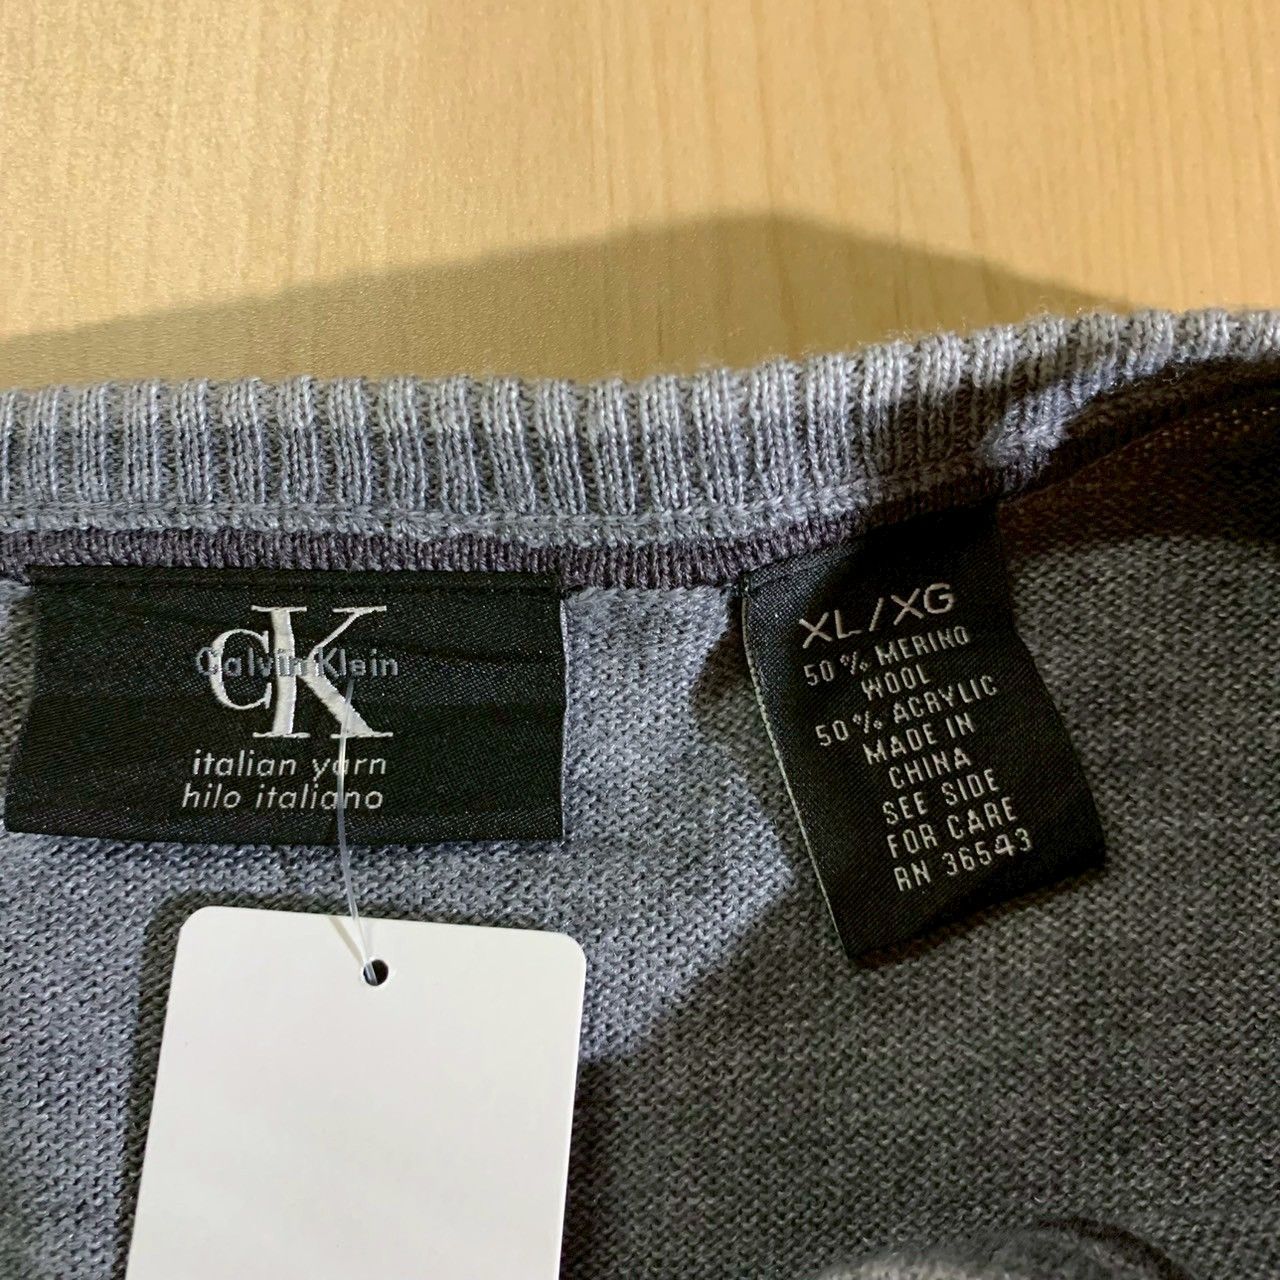 CK
Calvin Klein
italian yarn
hilo italiano
XL/XG
50% MERINO
WOOL
50% ACRYLIC
MADE IN
CHINA
SEE SIDE
FOR CARE
RN 36543